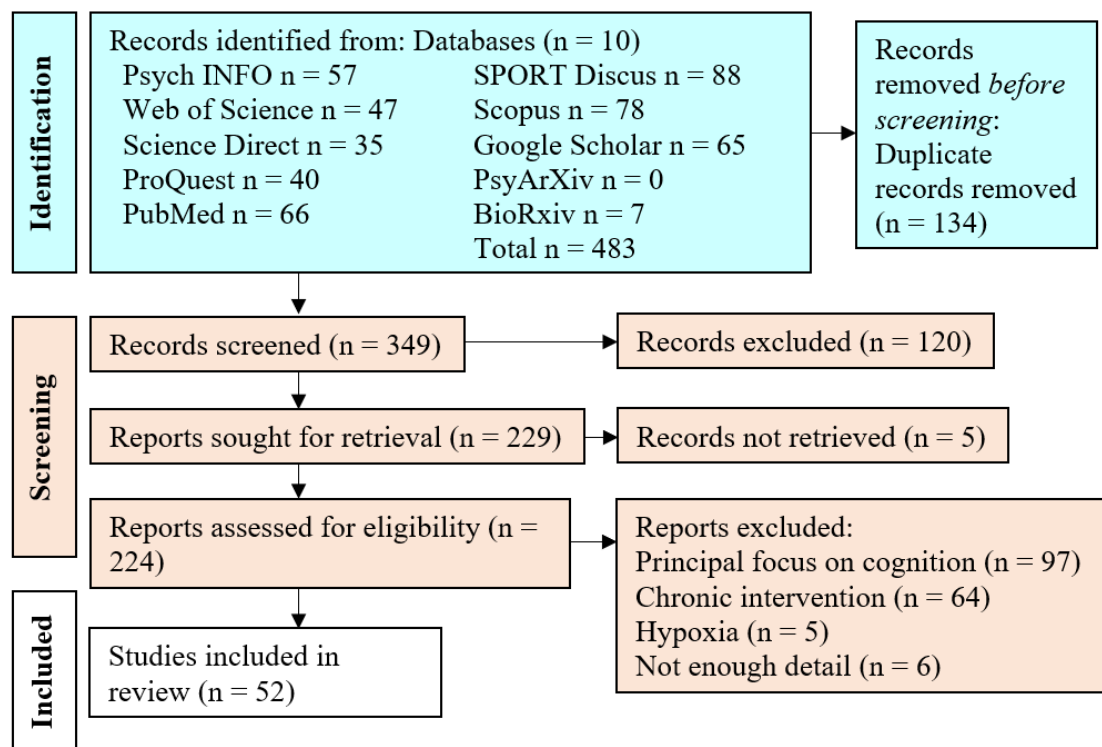 Identification
Records identified from: Databases (n = 10)
Psych INFO n = 57
Web of Science n = 47
Science Direct n = 35
ProQuest n = 40
PubMed n = 66
SPORT Discus n = 88
Scopus n = 78
Google Scholar n = 65
PsyArXiv n = 0
BioRxiv n = 7
Total n = 483
Records
removed before
screening:
Duplicate
records removed
(n = 134)
Screening
Records screened (n = 349)
Records excluded (n = 120)
Reports sought for retrieval (n = 229)
Records not retrieved (n = 5)
Reports assessed for eligibility (n =
224)
Reports excluded:
Principal focus on cognition (n = 97)
Chronic intervention (n = 64)
Hypoxia (n = 5)
Not enough detail (n = 6)
Included
Studies included in
review (n = 52)